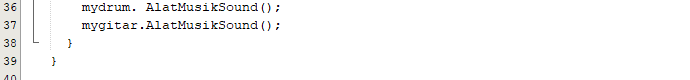 36 mydrum. AlatMusikSound();
37 mygitar.AlatMusikSound();
38 }
39 }